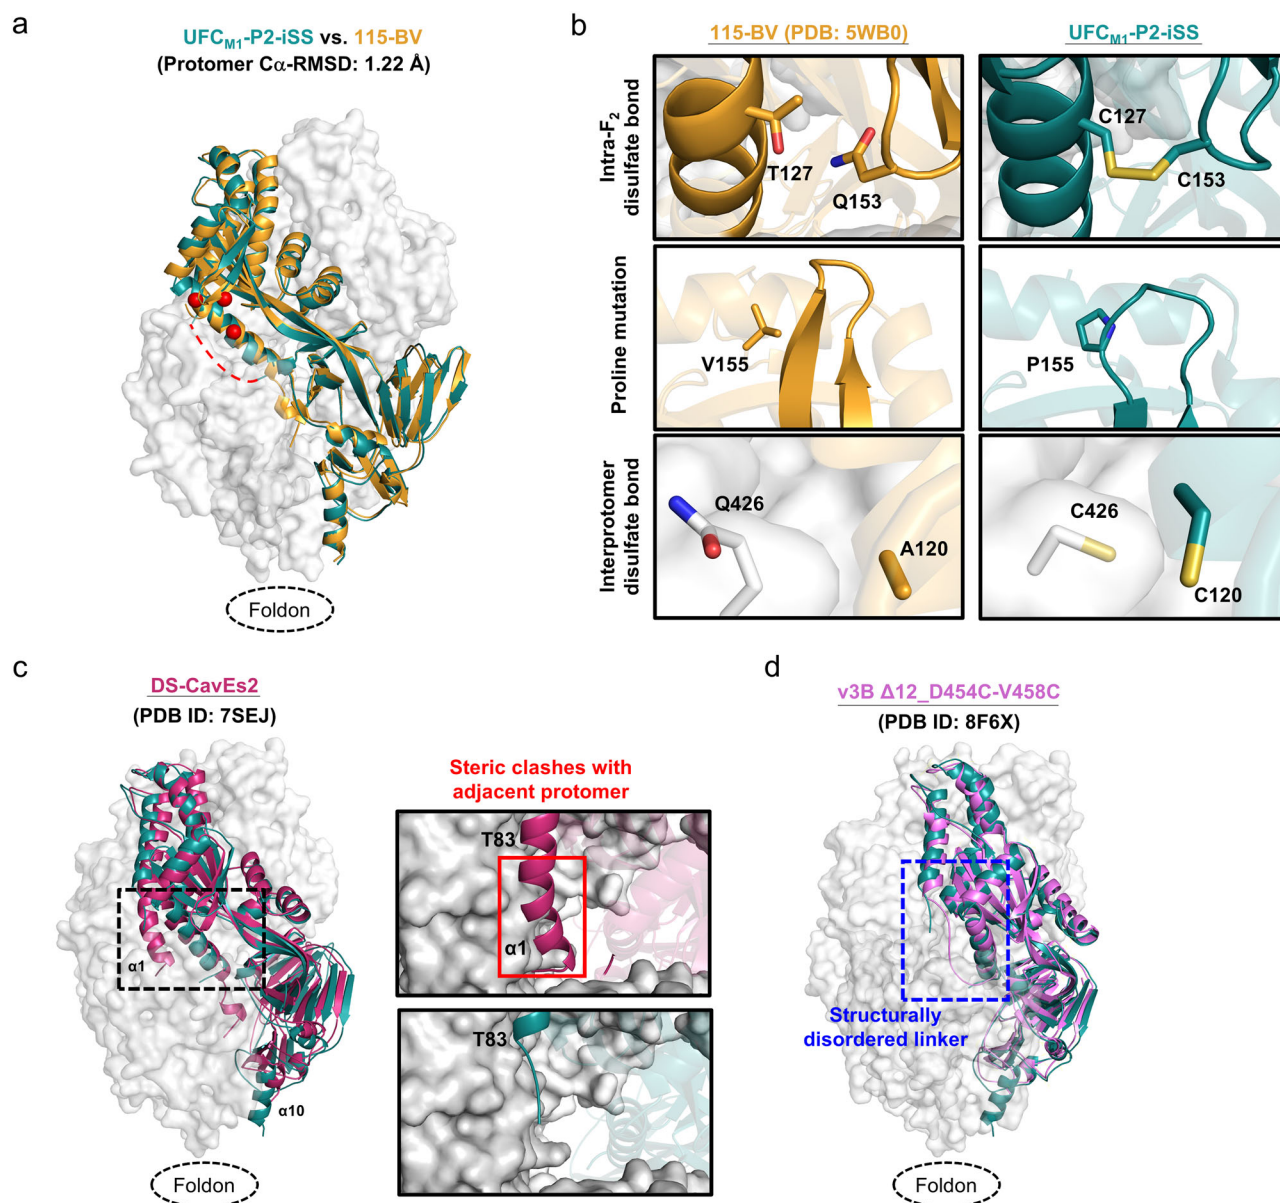 a
UFCM1-P2-iSS vs. 115-BV
(Protomer Cα-RMSD: 1.22 Å)
Foldon
b
115-BV (PDB: 5WB0)
UFCM1-P2-iSS
Intra-F2
disulfate bond
T127
Q153
C127
C153
Proline mutation
V155
P155
Interprotomer
disulfate bond
Q426
A120
C426
C120
c
DS-CavEs2
(PDB ID: 7SEJ)
α1
α10
Foldon
Steric clashes with
adjacent protomer
T83
α1
T83
d
v3B Δ12_D454C-V458C
(PDB ID: 8F6X)
Structurally
disordered linker
Foldon